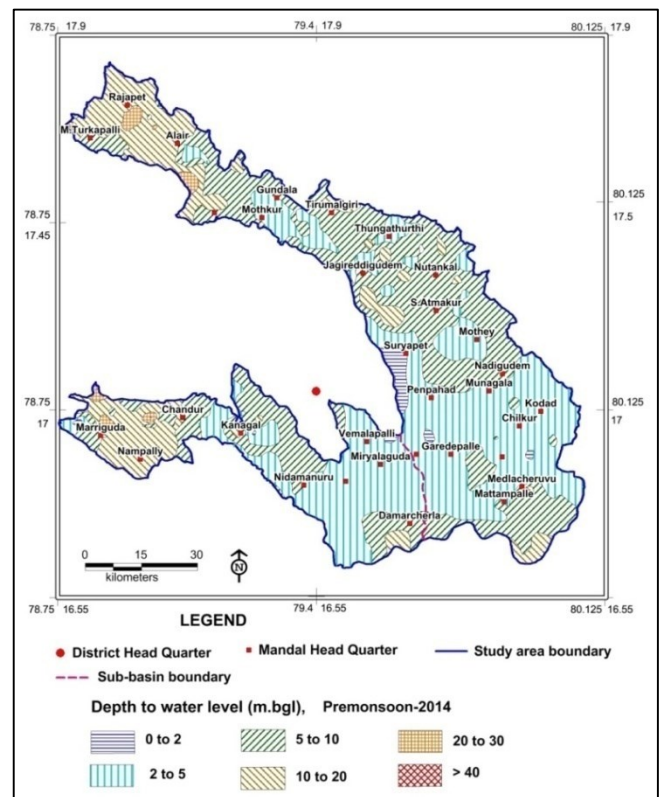 78.75 17.9
79.4 17.9
80.125 17.9
Rajapet
M.Turkapalli
Alair
Gundala
Mothkur
Tirumalgiri
80.125
17.5
78.75
17.45
Thungathurthi
Jagireddigudem
Nutankal
S.Atmakur
Mothey
Suryapet
Nadigudem
Penpahad
Munagala
78.75
17
80.125
17
Kodad
Chilkur
Chandur
Marriguda
Kanagal
Nampally
Vemalapalli
Garedepalle
Miryalaguda
Nidamanuru
Medlacheruvu
Mattampalle
Damarcherla
0 15 30
kilometers
N
78.75 16.55
79.4
16.55
80.125 16.55
LEGEND
District Head Quarter Mandal Head Quarter Study area boundary
Sub-basin boundary
Depth to water level (m.bgl), Premonsoon-2014
0 to 2 5 to 10 20 to 30
2 to 5 10 to 20 > 40